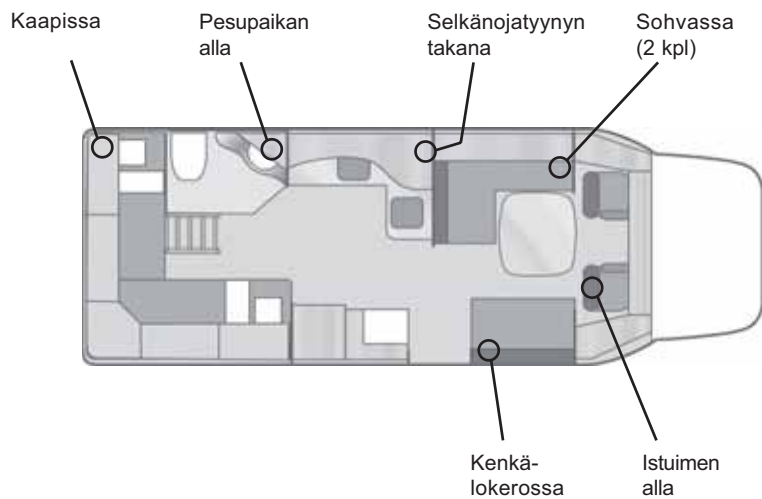 Kaapissa
Pesupaikan
alla
Selkänojatyynyn
takana
Sohvassa
(2 kpl)
Kenkä-
lokerossa
Istuimen
alla